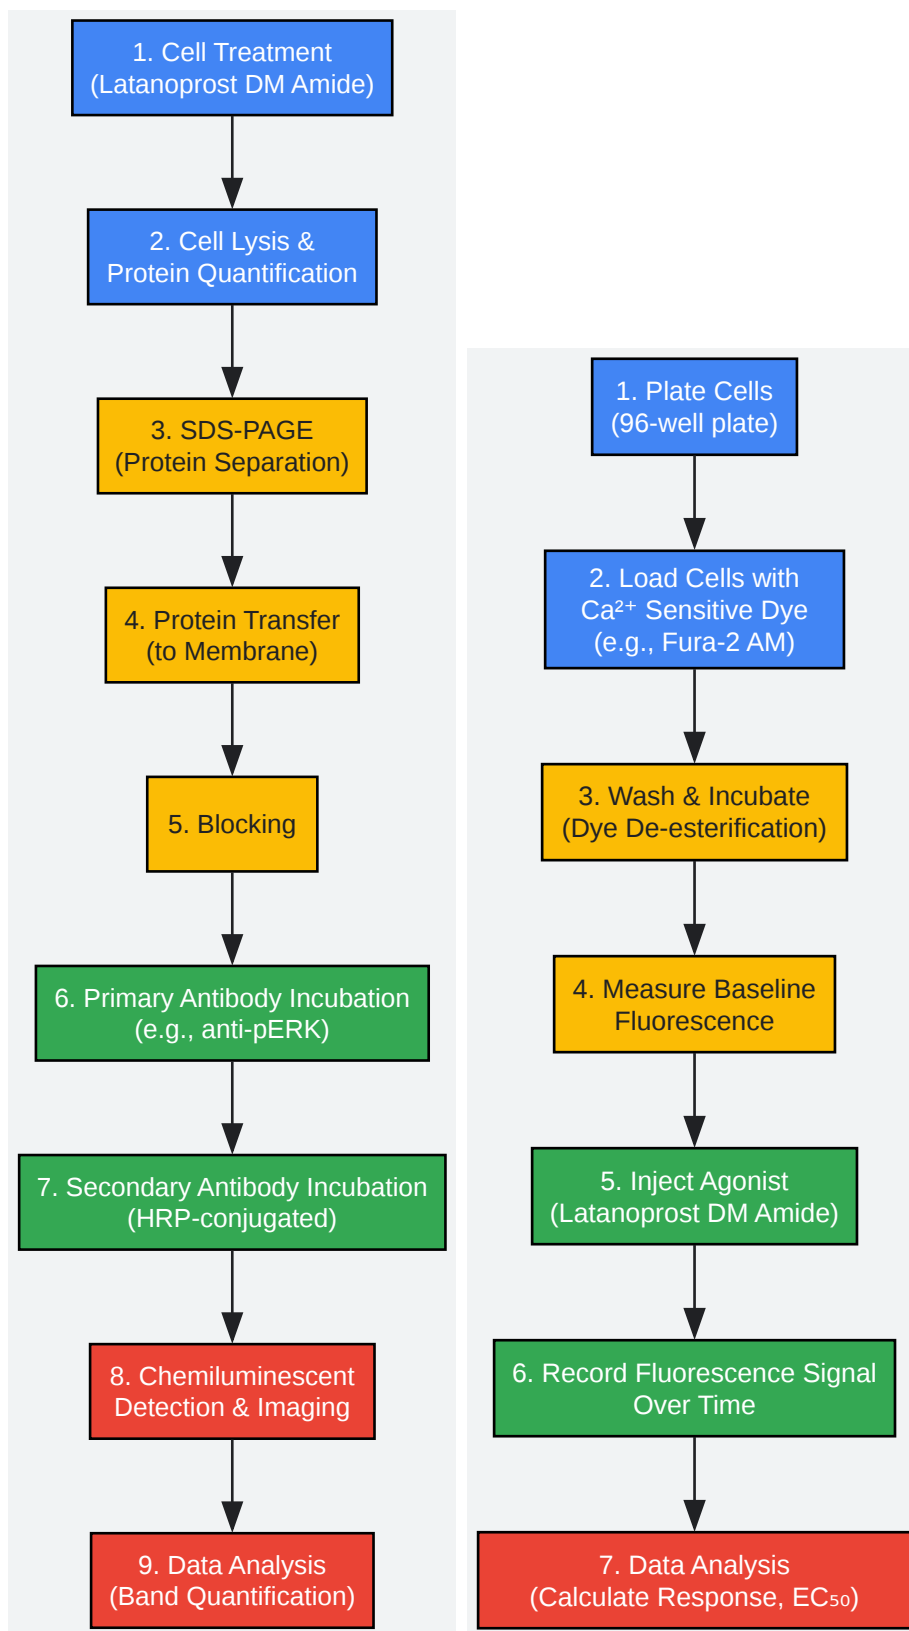 1. Cell Treatment
(Latanoprost DM Amide)
2. Cell Lysis &
Protein Quantification
3. SDS-PAGE
(Protein Separation)
4. Protein Transfer
(to Membrane)
5. Blocking
6. Primary Antibody Incubation
(e.g., anti-pERK)
7. Secondary Antibody Incubation
(HRP-conjugated)
8. Chemiluminescent
Detection & Imaging
9. Data Analysis
(Band Quantification)
1. Plate Cells
(96-well plate)
2. Load Cells with
Ca²⁺ Sensitive Dye
(e.g., Fura-2 AM)
3. Wash & Incubate
(Dye De-esterification)
4. Measure Baseline
Fluorescence
5. Inject Agonist
(Latanoprost DM Amide)
6. Record Fluorescence Signal
Over Time
7. Data Analysis
(Calculate Response, EC₅₀)